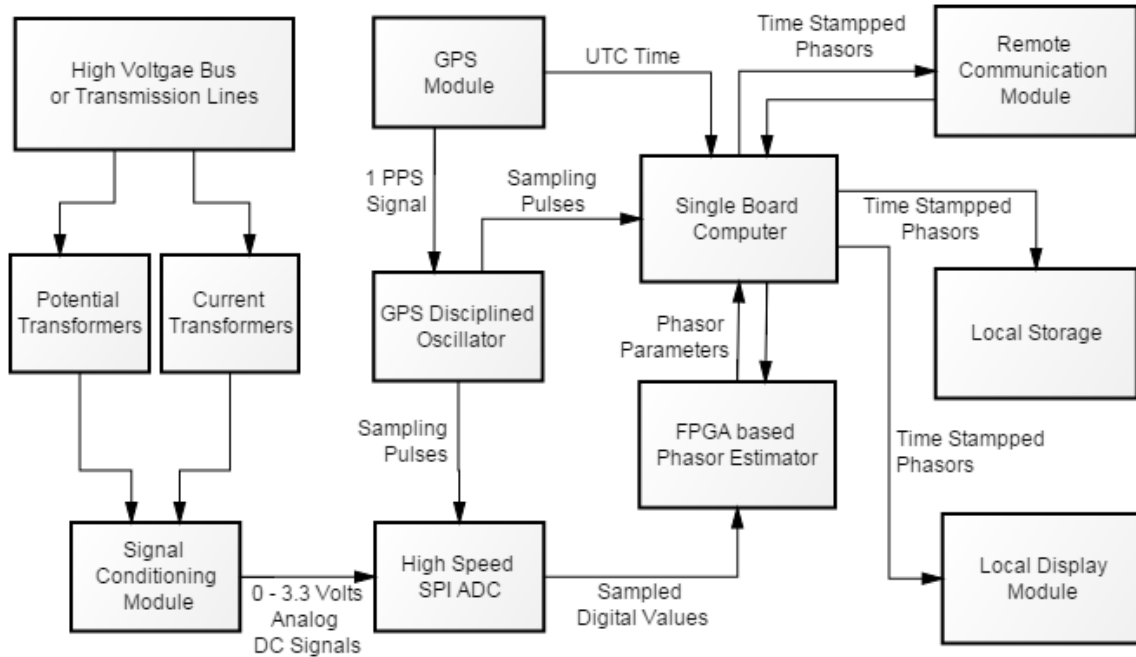 High Voltgae Bus
or Transmission Lines
GPS
Module
UTC Time
Time Stampped
Phasors
Remote
Communication
Module
1 PPS
Signal
Sampling
Pulses
Single Board
Computer
Time Stampped
Phasors
Potential
Transformers
Current
Transformers
GPS Disciplined
Oscillator
Phasor
Parameters
Local Storage
Sampling
Pulses
FPGA based
Phasor Estimator
Time Stampped
Phasors
Signal
Conditioning
Module
0 - 3.3 Volts
Analog
DC Signals
High Speed
SPI ADC
Sampled
Digital Values
Local Display
Module